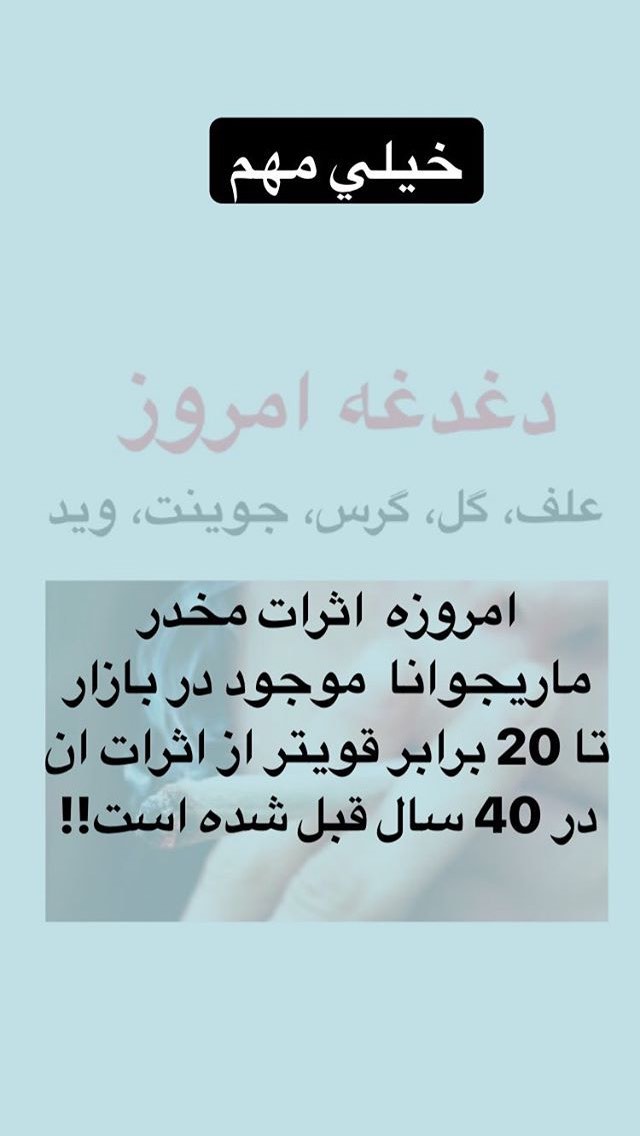 خيلي مهم
دغدغه امروز
علف، گل، گرس، جوینت، وید
امروزه اثرات مخدر
ماریجوانا موجود در بازار
تا 20 برابر قویتر از اثرات ان
در 40 سال قبل شده است!!